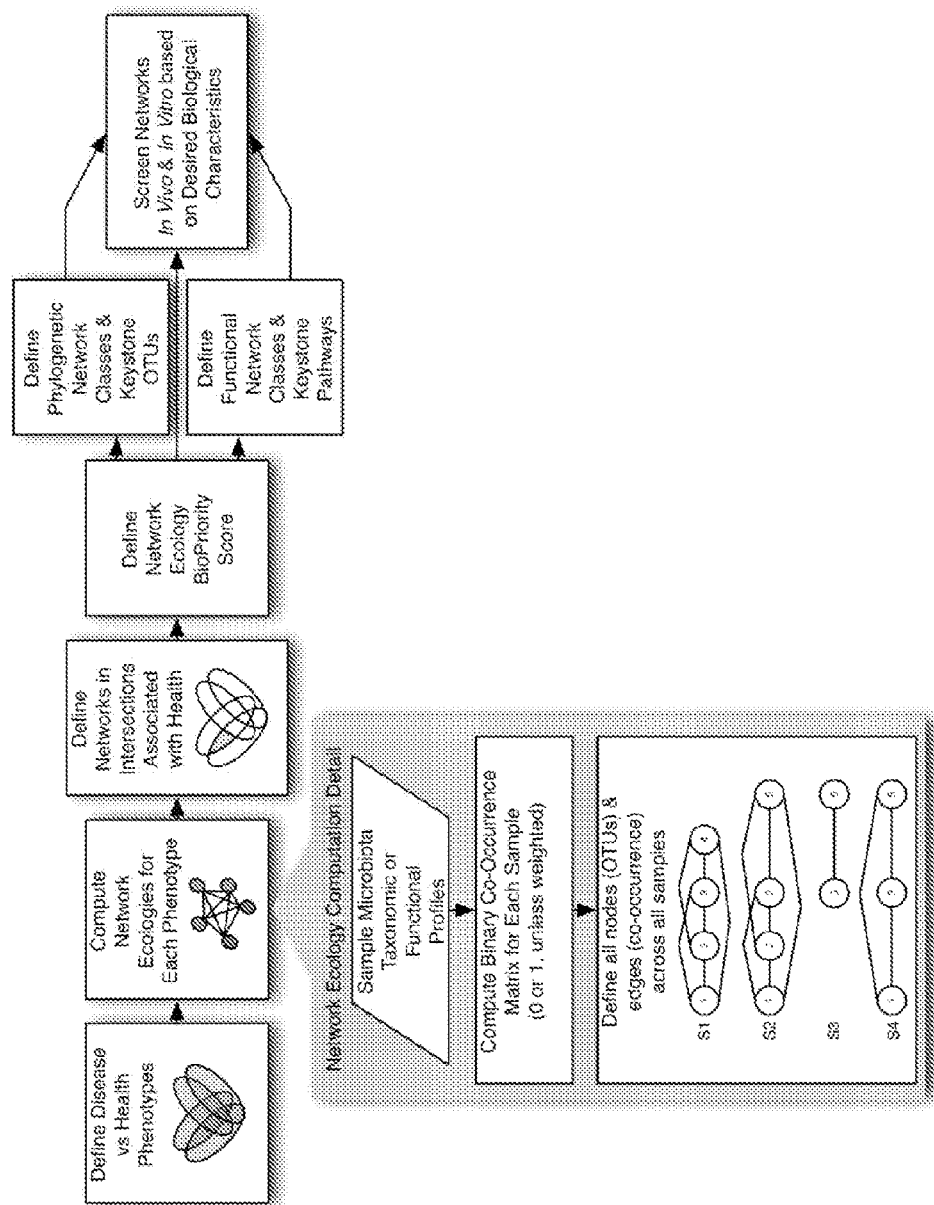 Define Disease
vs Health
Phenotypes
Compute
Network
Ecologies for
Each Phenotype
Define
Networks in
Intersections
Associated
with Health
Define
Network
Ecology
BioPriority
Score
Define
Phylogenetic
Network
Classes &
Keystone
OTUs
Define
Functional
Network
Classes &
Keystone
Pathways
Screen Networks
In Vivo & In Vitro based
on Desired Biological
Characteristics
Network Ecology Computation Detail
Sample Microbiota
Taxonomic or
Functional
Profiles
Compute Binary Co-Occurrence
Matrix for Each Sample
(0 or 1, unless weighted)
Define all nodes (OTUs) &
edges (co-occurrence)
across all samples
S1
S2
S3
S4